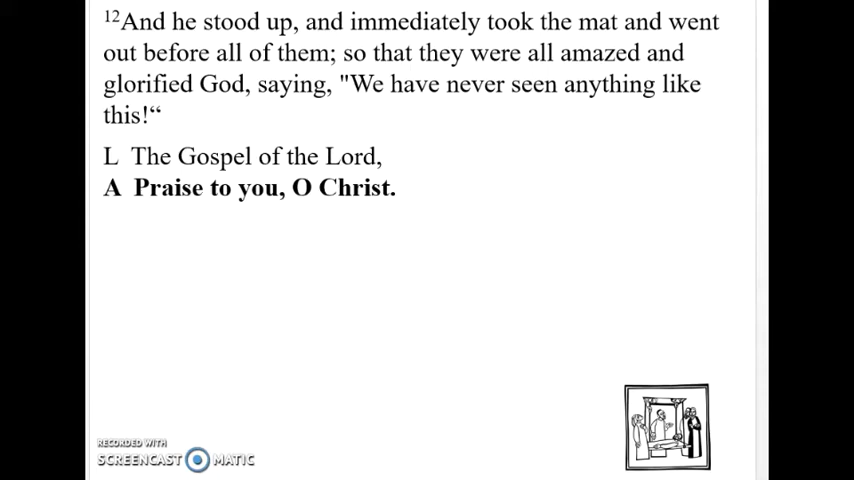 12And he stood up, and immediately took the mat and went
out before all of them; so that they were all amazed and
glorified God, saying, "We have never seen anything like
this!“
L The Gospel of the Lord,
A Praise to you, O Christ.
RECORDED WITH
SCREENCAST MATIC